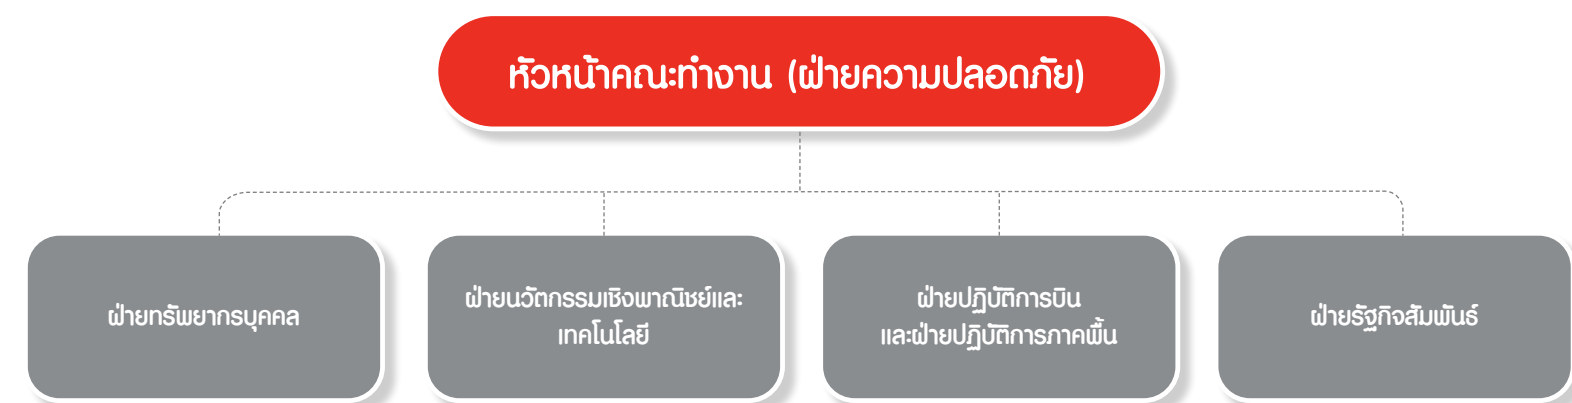 หัวหน้าคณะทำงาน (ฝ่ายความปลอดภัย)
ฝ่ายทรัพยากรบุคคล
ฝ่ายนวัตกรรมเชิงพาณิชย์และ
เทคโนโลยี
ฝ่ายปฏิบัติการบิน
และฝ่ายปฏิบัติการภาคพื้น
ฝ่ายรัฐกิจสัมพันธ์